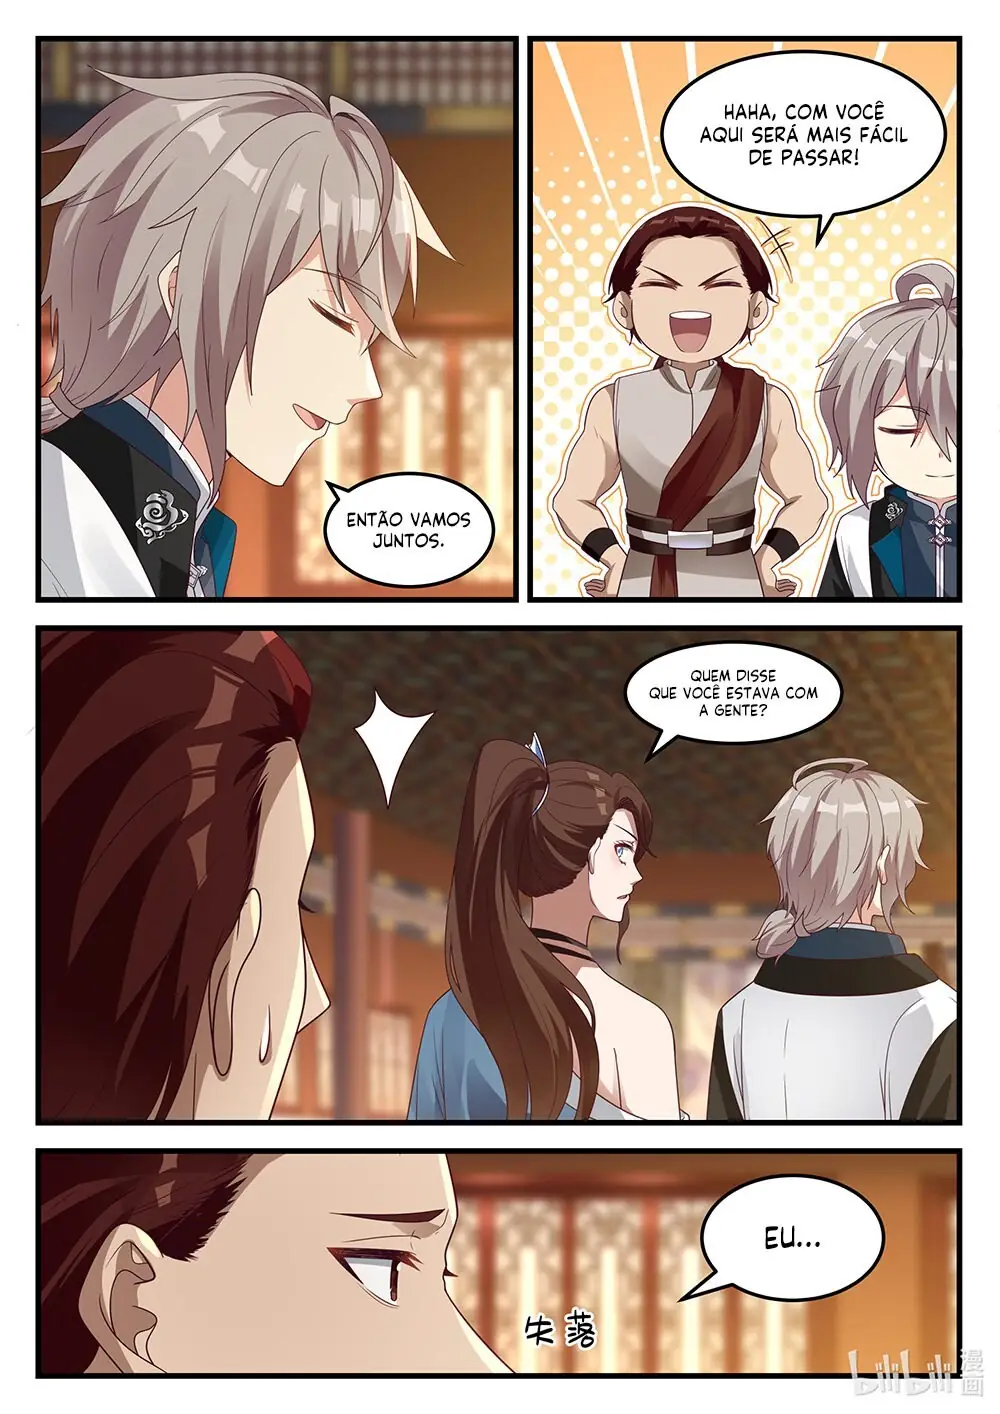 HAHA, COM VOCÊ
AQUI SERÁ MAIS FÁCIL
DE PASSAR!
ENTÃO VAMOS
JUNTOS.
QUEM DISSE
QUE VOCÊ ESTAVA COM
A GENTE?
EU...
失落
bilibili 漫画